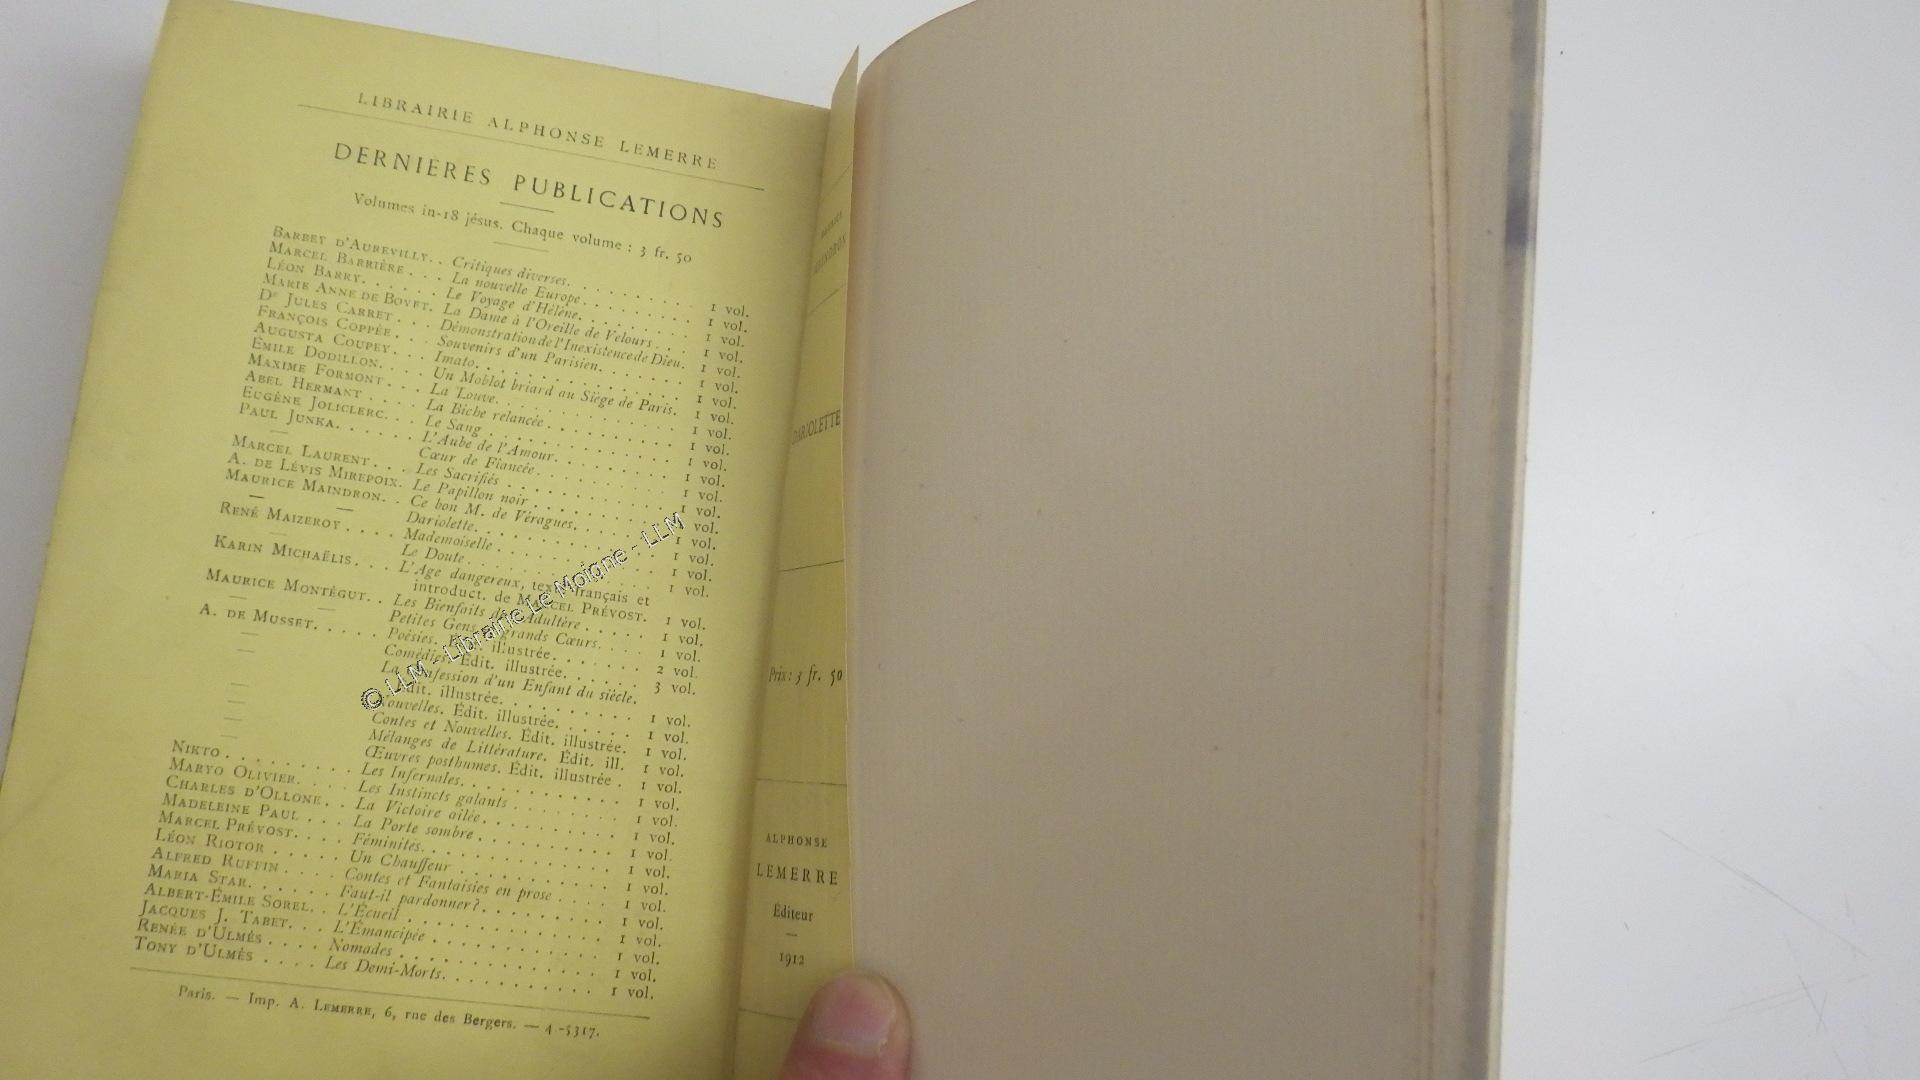 LIBRAIRIE ALPHONSE LEMERRE
DERNIÈRES PUBLICATIONS
Volumes in-18 jésus. Chaque volume : 3 fr. 50
BARBEY D'AUREVILLY. . Critiques diverses. 1 vol.
MARCEL BARRIÈRE . . . La nouvelle Europe. 1 vol.
LÉON BARRY. Le Voyage d'Hélène. 1 vol.
MARIE ANNE DE BOVET. La Dame à l'Oreille de Velours . . . 1 vol.
Dr JULES CARRET . . . Démonstration de l'Inexistence de Dieu. 1 vol.
FRANÇOIS COPPÉE. . . Souvenirs d'un Parisien. 1 vol.
AUGUSTA COUPEY. . . Imato. 1 vol.
ÉMILE DODILLON. . . . Un Moblot briard au Siège de Paris. 1 vol.
MAXIME FORMONT. . . La Louve. 1 vol.
ABEL HERMANT . . . . La Biche relancée. 1 vol.
EUGÈNE JOLICLERC. . . Le Sang. 1 vol.
PAUL JUNKA. L'Aube de l'Amour. 1 vol.
— Cœur de Fiancée. 1 vol.
MARCEL LAURENT . . . Les Sacrifiés 1 vol.
A. DE LÉVIS MIREPOIX. Le Papillon noir 1 vol.
MAURICE MAINDRON. . Ce bon M. de Véragues. 1 vol.
— — Dariolette. 1 vol.
RENÉ MAIZEROY . . . . Mademoiselle 1 vol.
— Le Doute 1 vol.
KARIN MICHAËLIS. . . L'Age dangereux, texte français et
introduct. de MARCEL PRÉVOST. 1 vol.
MAURICE MONTÉGUT. . Les Bienfaits de l'Adultère 1 vol.
— — Petites Gens et grands Cœurs. 1 vol.
A. DE MUSSET. Poésies. Édit. illustrée. 2 vol.
— Comédies. Édit. illustrée. 3 vol.
— La Confession d'un Enfant du siècle.
Édit. illustrée. 1 vol.
— Nouvelles. Édit. illustrée. 1 vol.
— Contes et Nouvelles. Édit. illustrée. 1 vol.
— Mélanges de Littérature. Édit. ill. 1 vol.
— Œuvres posthumes. Édit. illustrée . 1 vol.
NIKTO Les Infernales. 1 vol.
MARYO OLIVIER. Les Instincts galants 1 vol.
CHARLES D'OLLONE. . La Victoire ailée. 1 vol.
MADELEINE PAUL . . . La Porte sombre 1 vol.
MARCEL PRÉVOST. . . . Féminités. 1 vol.
LÉON RIOTOR Un Chauffeur 1 vol.
ALFRED RUFFIN . . . . Contes et Fantaisies en prose . . . . 1 vol.
MARIA STAR. Faut-il pardonner?. 1 vol.
ALBERT-ÉMILE SOREL. . L'Écueil 1 vol.
JACQUES J. TABET. . . L'Émancipée 1 vol.
RENÉE D'ULMÈS . . . . Nomades 1 vol.
TONY D'ULMÈS . . . . Les Demi-Morts. 1 vol.
Paris. — Imp. A. LEMERRE, 6, rue des Bergers. — 4-5317.
MAINDRON
DARIOLETTE
Prix : 3 fr. 50
ALPHONSE
LEMERRE
Éditeur
1912
© LLM - Librairie Le Moigne - LLM